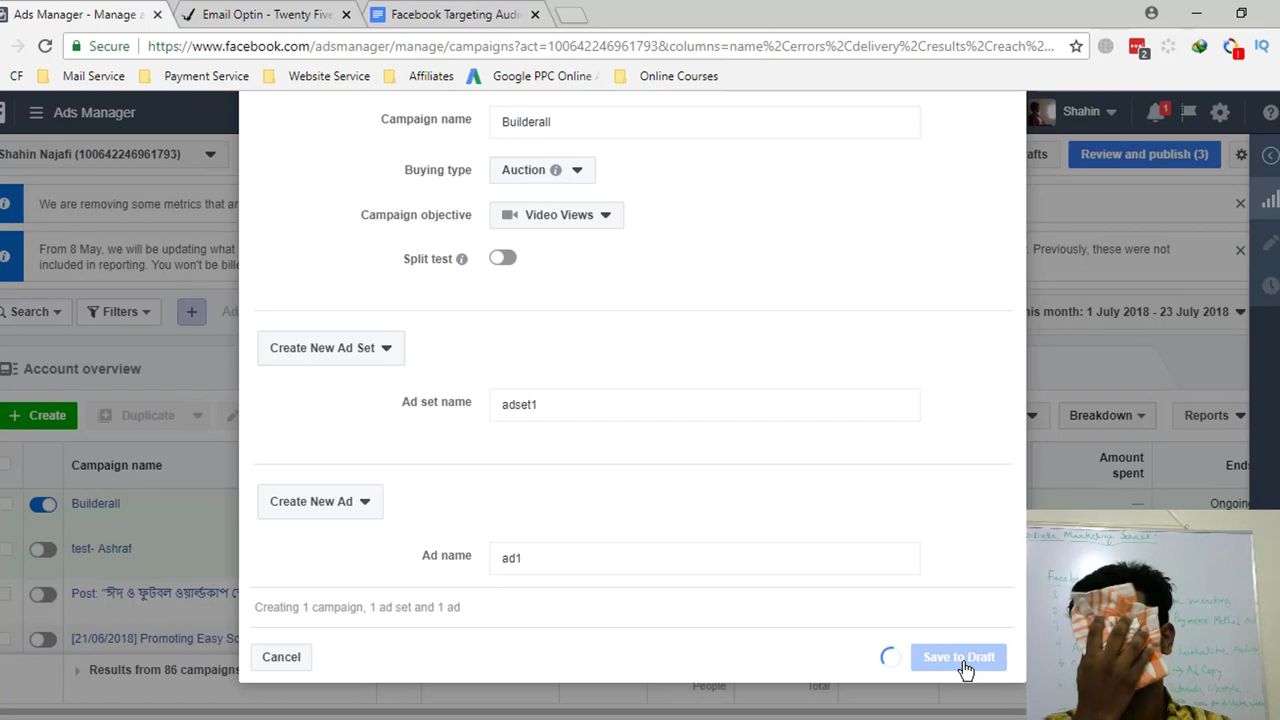 Ads Manager - Manage a
Email Optin - Twenty Five
Facebook Targeting Audi
Secure
https://www.facebook.com/adsmanager/manage/campaigns?act=100642246961793&columns=name%2Cerrors%2Cdelivery%2Cresults%2Creach%2C...
2
CF
Mail Service
Payment Service
Website Service
Affiliates
Google PPC Online
Online Courses
Ads Manager
Shahin
1
Shahin Najafi (100642246961793)
afts
Review and publish (3)
We are removing some metrics that ar
From 8 May, we will be updating what
. Previously, these were not
included in reporting. You won't be bille
Search
Filters
his month: 1 July 2018 - 23 July 2018
Account overview
+ Create
Duplicate
Breakdown
Reports
Campaign name
Amount
spent
Ends
Builderall
Ongoing
test- Ashraf
Post: "ঈদ ও ফুটবল ওয়ার্ল্ডকাপ
[21/06/2018] Promoting Easy So
Results from 86 campaigns
People
Total
Campaign name
Builderall
Buying type
Auction
Campaign objective
Video Views
Split test
Create New Ad Set
Ad set name
adset1
Create New Ad
Ad name
ad1
Creating 1 campaign, 1 ad set and 1 ad
Cancel
Save to Draft
Marketing
Ad Copy